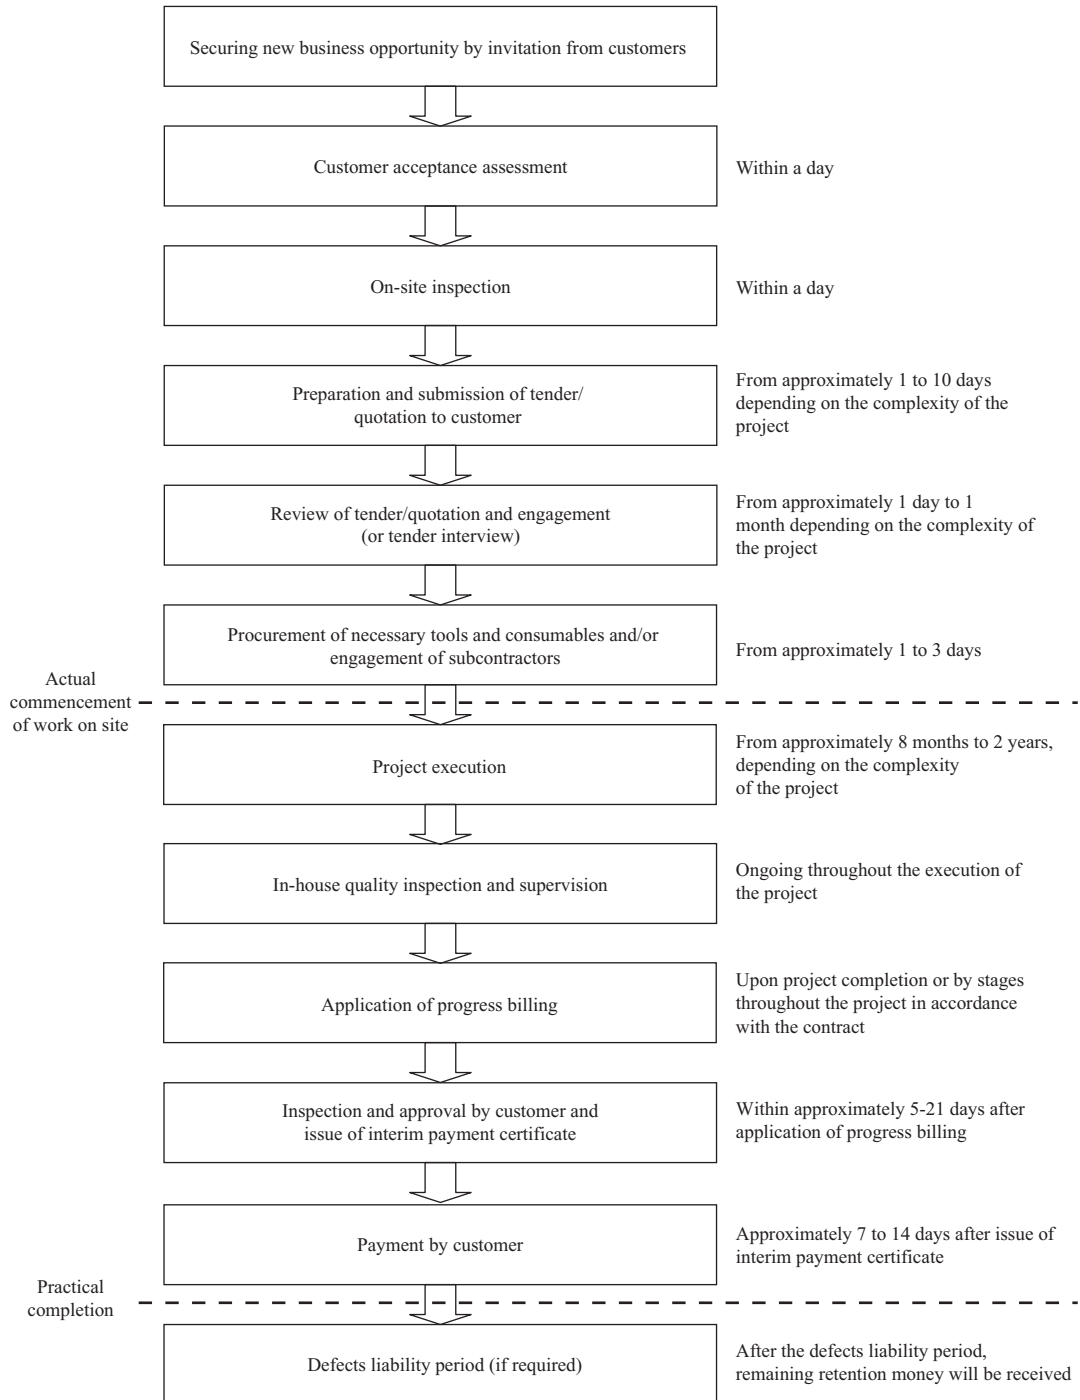 Securing new business opportunity by invitation from customers
Customer acceptance assessment
Within a day
On-site inspection
Within a day
Preparation and submission of tender/
quotation to customer
From approximately 1 to 10 days
depending on the complexity of the
project
Review of tender/quotation and engagement
(or tender interview)
From approximately 1 day to 1
month depending on the complexity of
the project
Procurement of necessary tools and consumables and/or
engagement of subcontractors
From approximately 1 to 3 days
Actual
commencement
of work on site
Project execution
From approximately 8 months to 2 years,
depending on the complexity
of the project
In-house quality inspection and supervision
Ongoing throughout the execution of
the project
Application of progress billing
Upon project completion or by stages
throughout the project in accordance
with the contract
Inspection and approval by customer and
issue of interim payment certificate
Within approximately 5-21 days after
application of progress billing
Payment by customer
Approximately 7 to 14 days after issue of
interim payment certificate
Practical
completion
Defects liability period (if required)
After the defects liability period,
remaining retention money will be received